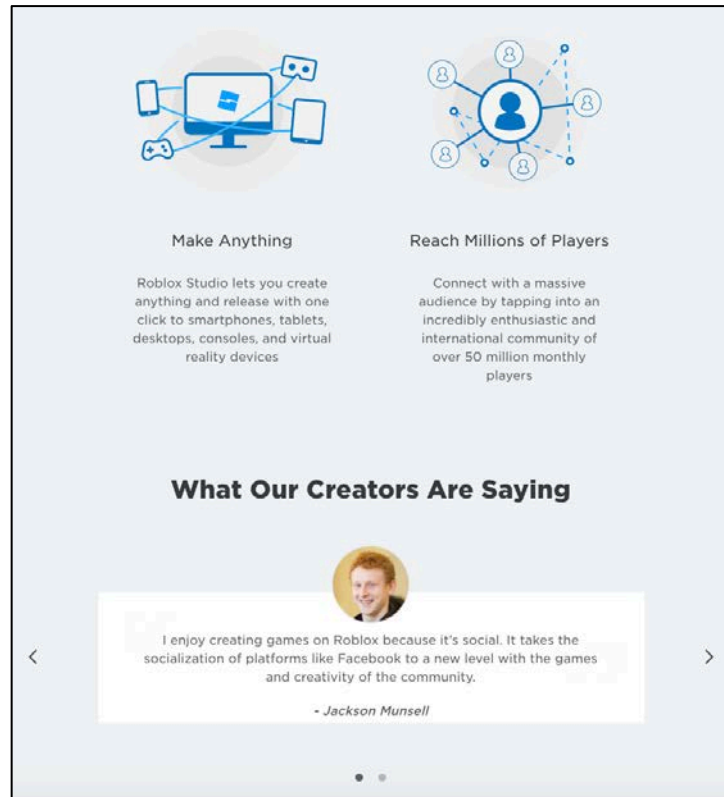 Make Anything
Roblox Studio lets you create
anything and release with one
click to smartphones, tablets,
desktops, consoles, and virtual
reality devices
Reach Millions of Players
Connect with a massive
audience by tapping into an
incredibly enthusiastic and
international community of
over 50 million monthly
players
What Our Creators Are Saying
I enjoy creating games on Roblox because it's social. It takes the
socialization of platforms like Facebook to a new level with the games
and creativity of the community.
- Jackson Munsell